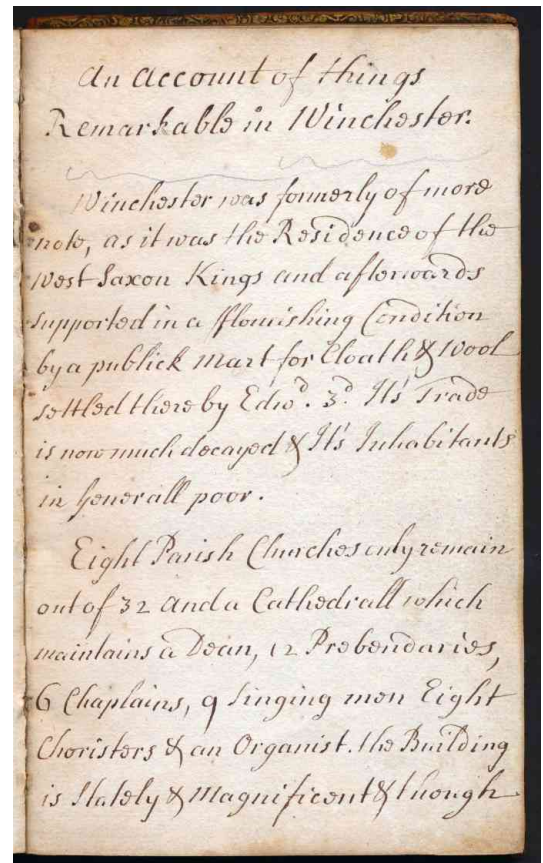 An Account of things
Remarkable in Winchester.
Winchester was formerly of more
note, as it was the Residence of the
West Saxon Kings and afterwards
supported in a fflourishing Condition
by a publick Mart for Cloath & Wool
settled there by Edwd. 3d. It's Trade
is now much decayed & It's Inhabitants
in Generall poor.
Eight Parish Churches only remain
out of 32 and a Cathedrall which
maintains a Dean, 12 Prebendaries,
6 Chaplains, 9 Singing men Eight
Choristers & an Organist. the Building
is Stately & Magnificent & though